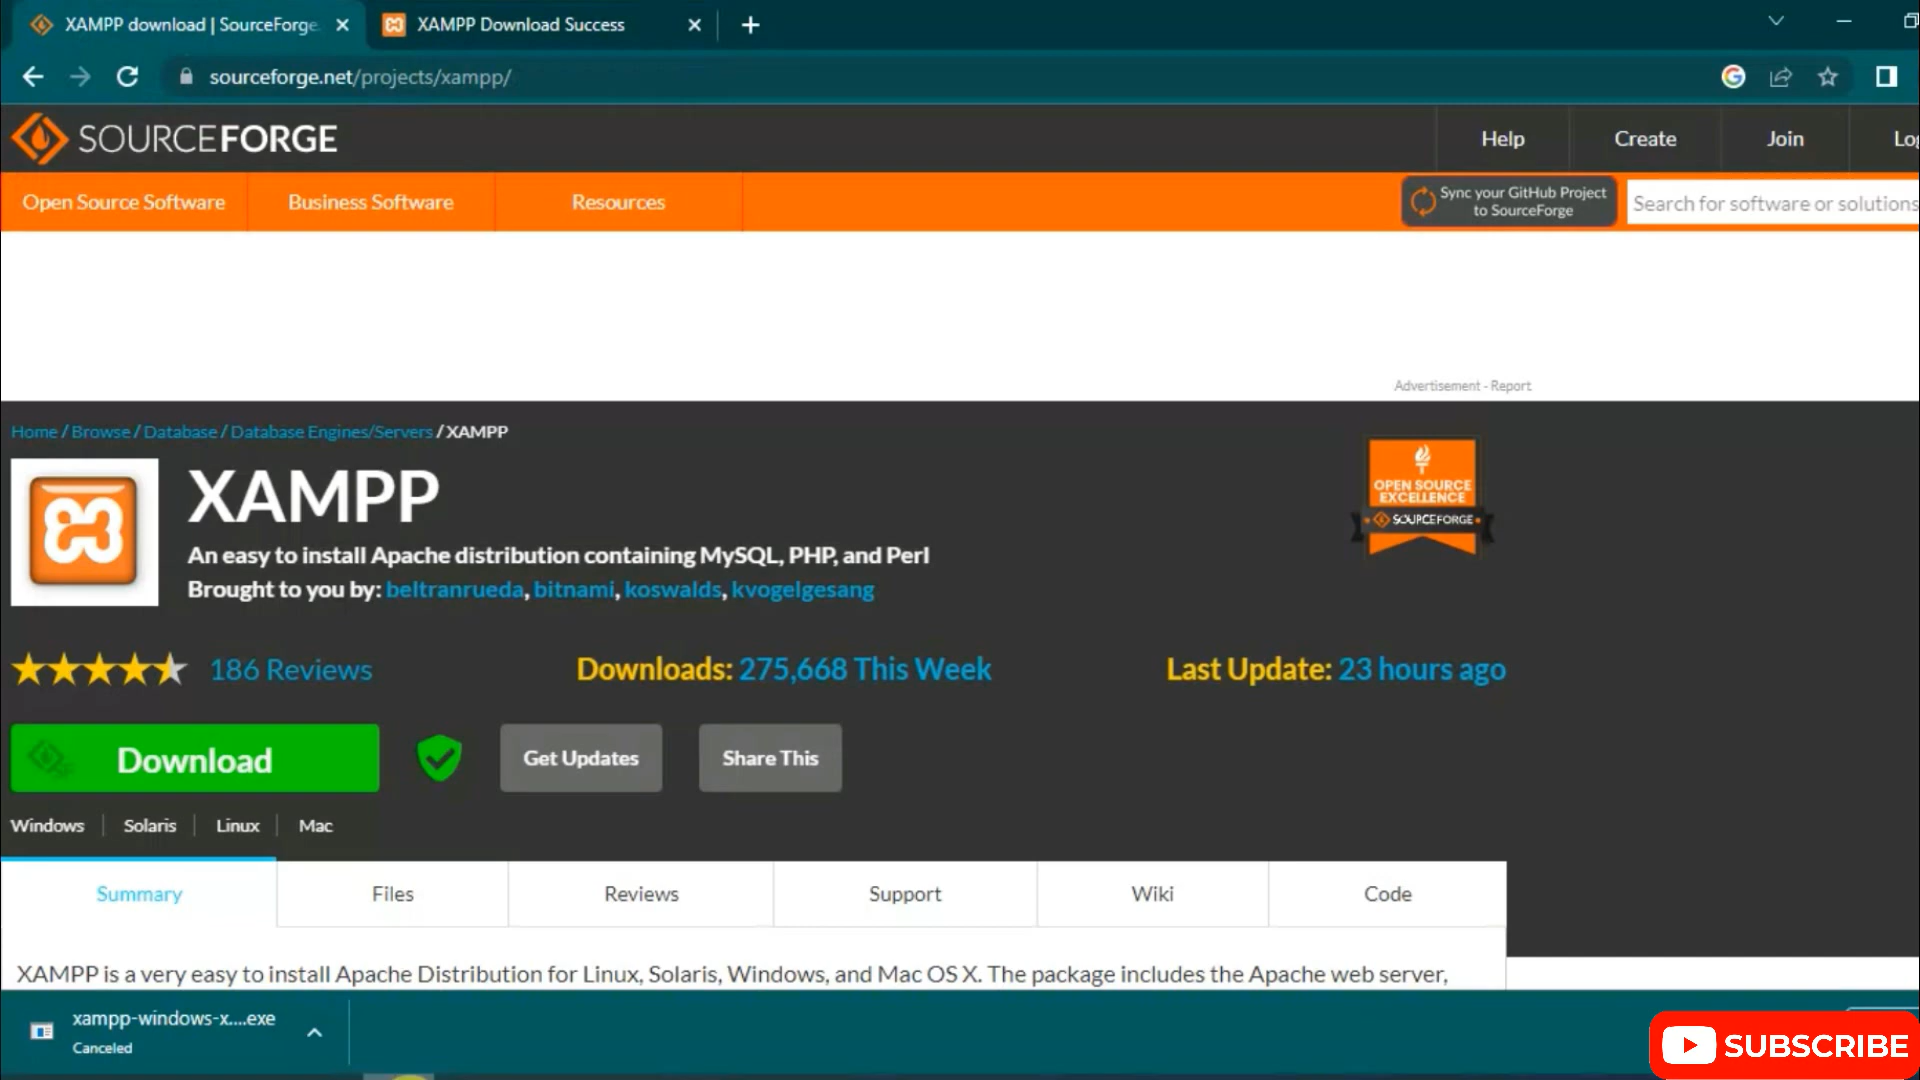 XAMPP download | SourceForge.
XAMPP Download Success
sourceforge.net/projects/xampp/
SOURCEFORGE
Help
Create
Join
Log
Open Source Software
Business Software
Resources
Sync your GitHub Project
to SourceForge
Search for software or solutions
Advertisement - Report
Home / Browse / Database / Database Engines/Servers / XAMPP
XAMPP
OPEN SOURCE
EXCELLENCE
SOURCEFORGE
An easy to install Apache distribution containing MySQL, PHP, and Perl
Brought to you by: beltranrueda, bitnami, koswalds, kvogelgesang
186 Reviews
Downloads: 275,668 This Week
Last Update: 23 hours ago
Download
Get Updates
Share This
Windows
Solaris
Linux
Mac
Summary
Files
Reviews
Support
Wiki
Code
XAMPP is a very easy to install Apache Distribution for Linux, Solaris, Windows, and Mac OS X. The package includes the Apache web server,
xampp-windows-x....exe
Canceled
SUBSCRIBE